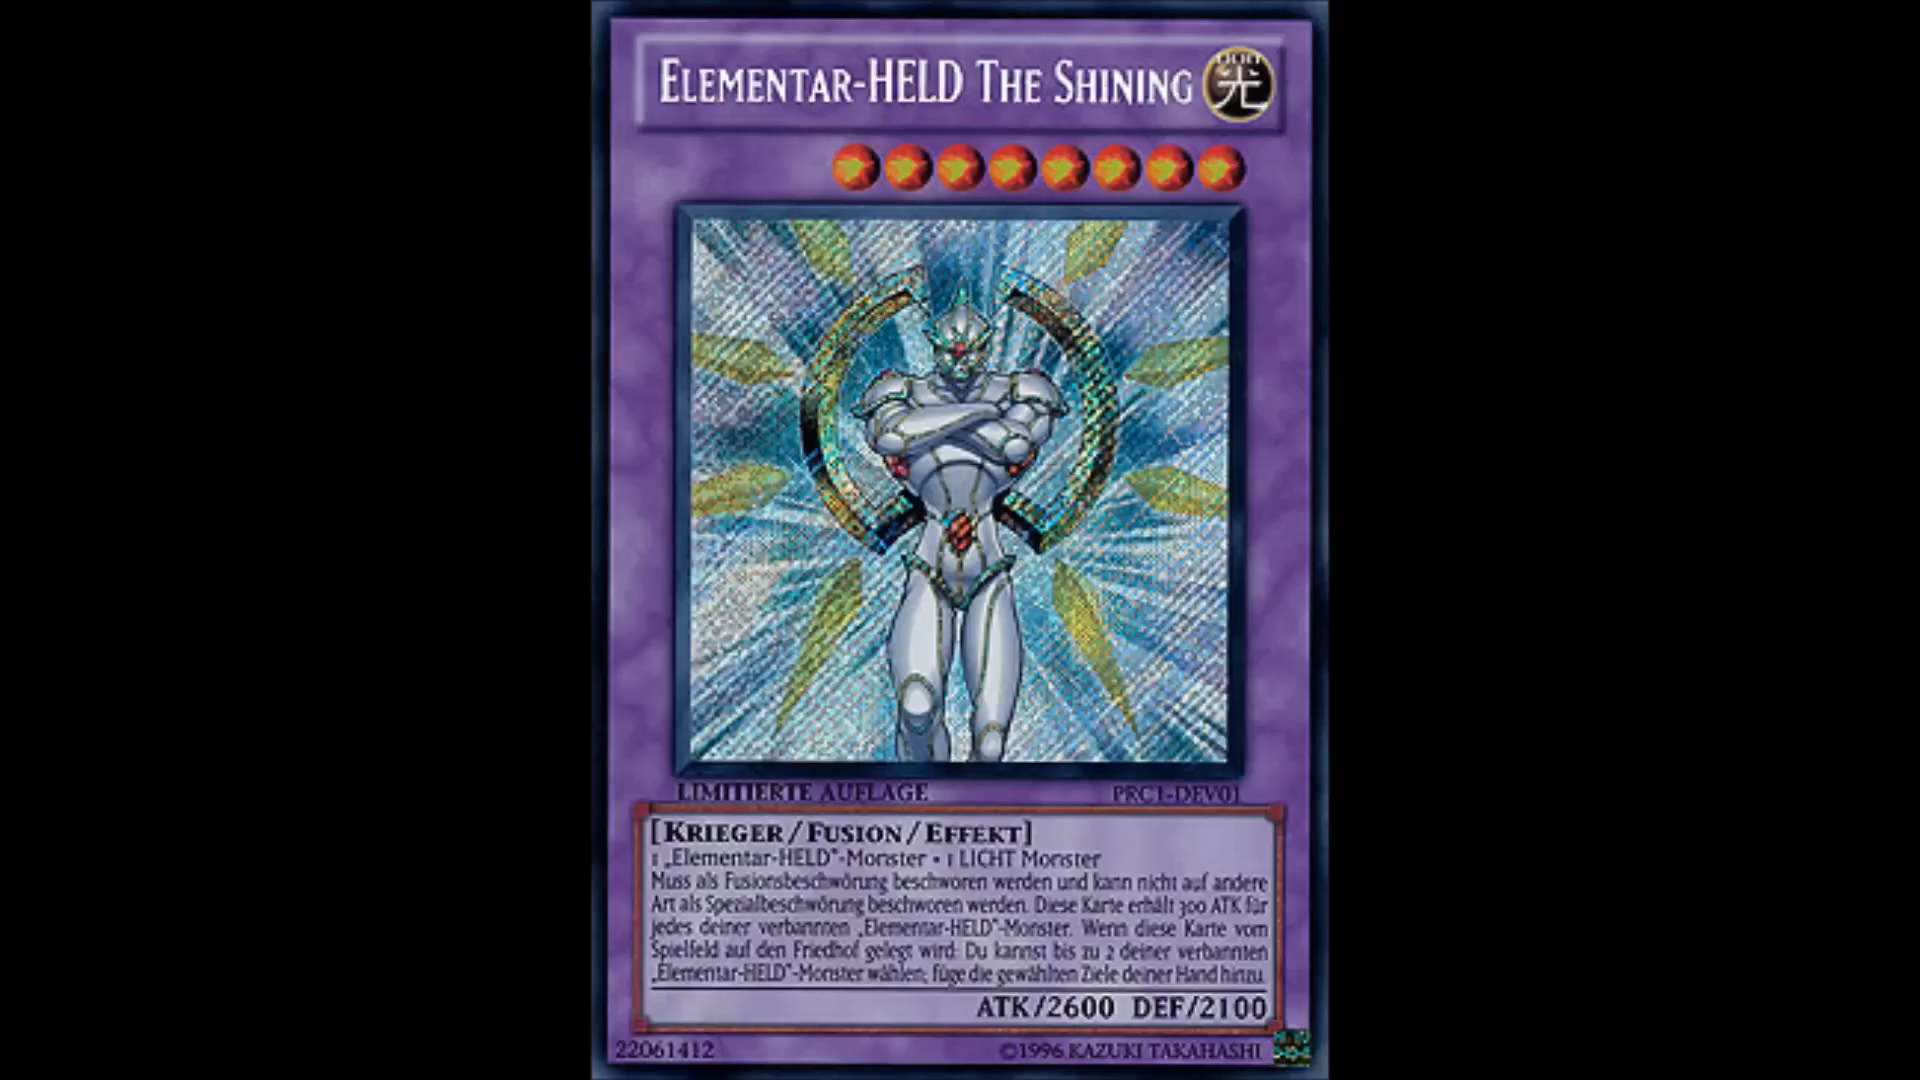 ELEMENTAR-HELD THE SHINING
光
LIMITIERTE AUFLAGE
PRC1-DEV01
[KRIEGER/FUSION/EFFEKT]
1 „Elementar-HELD"-Monster + 1 LICHT Monster
Muss als Fusionsbeschwörung beschworen werden und kann nicht auf andere
Art als Spezialbeschwörung beschworen werden. Diese Karte erhält 300 ATK für
jedes deiner verbannten „Elementar-HELD"-Monster. Wenn diese Karte vom
Spielfeld auf den Friedhof gelegt wird: Du kannst bis zu 2 deiner verbannten
„Elementar-HELD"-Monster wählen; füge die gewählten Ziele deiner Hand hinzu.
ATK/2600 DEF/2100
22061412
©1996 KAZUKI TAKAHASHI